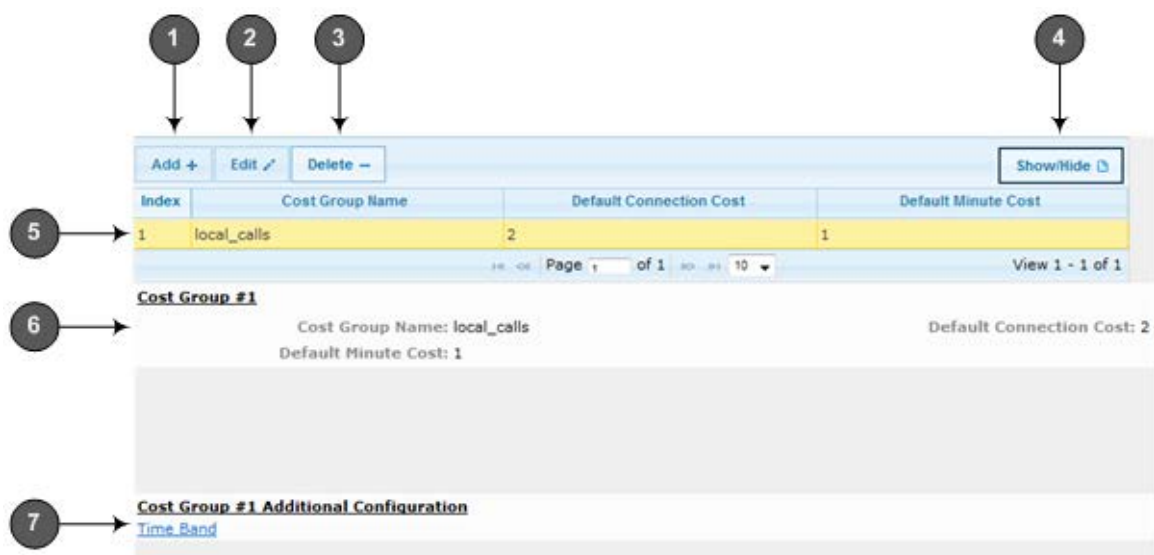 1 2 3 4
Add + Edit Delete − Show/Hide
Index Cost Group Name Default Connection Cost Default Minute Cost
5
1 local_calls 2 1
Page 1 of 1 10 View 1 - 1 of 1
Cost Group #1
6
Cost Group Name: local_calls Default Connection Cost: 2
Default Minute Cost: 1
Cost Group #1 Additional Configuration
7
Time Band